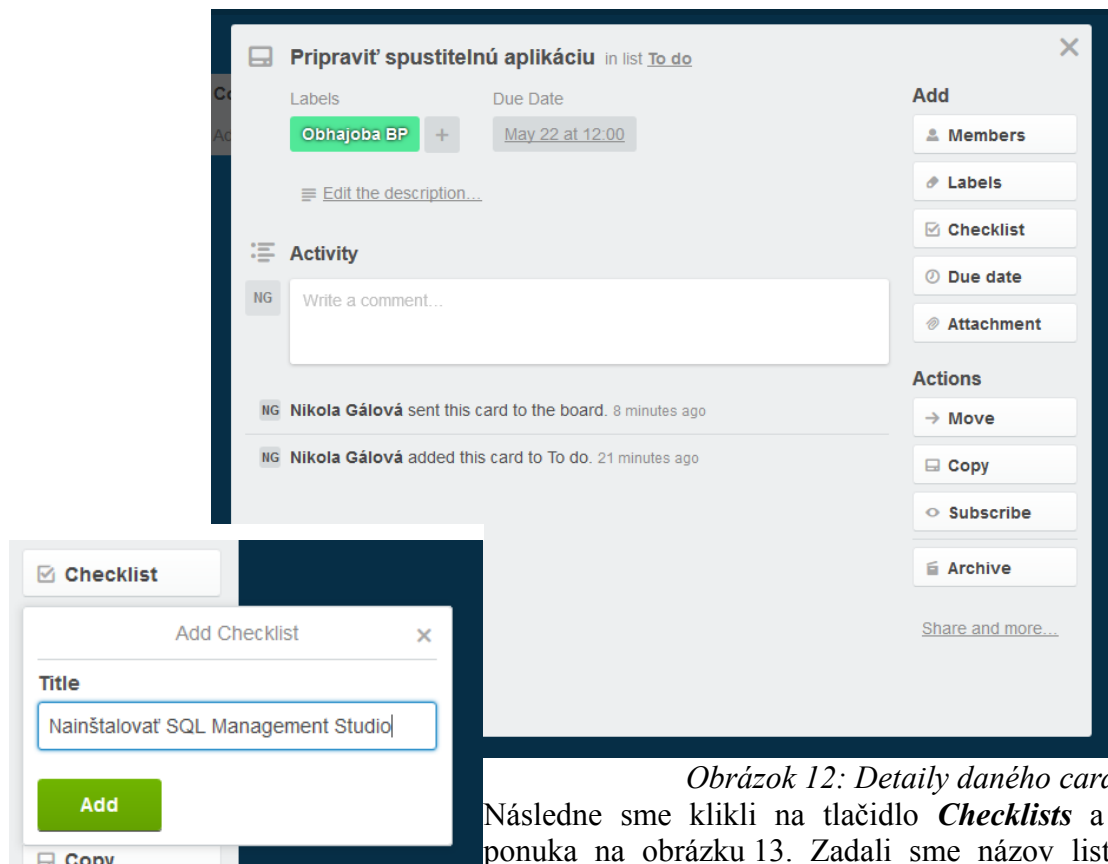 Pripraviť spustitelnú aplikáciu in list To do
Labels
Due Date
Obhajoba BP +
May 22 at 12:00
Edit the description...
Activity
NG
Write a comment...
NG Nikola Gálová sent this card to the board. 8 minutes ago
NG Nikola Gálová added this card to To do. 21 minutes ago
Add
Members
Labels
Checklist
Due date
Attachment
Actions
Move
Copy
Subscribe
Archive
Share and more...
Checklist
Add Checklist
Title
Nainštalovať SQL Management Studio
Add
Copy
Obrázok 12: Detaily daného
Následne sme klikli na tlačidlo Checklists a
ponuka na obrázku 13. Zadali sme názov